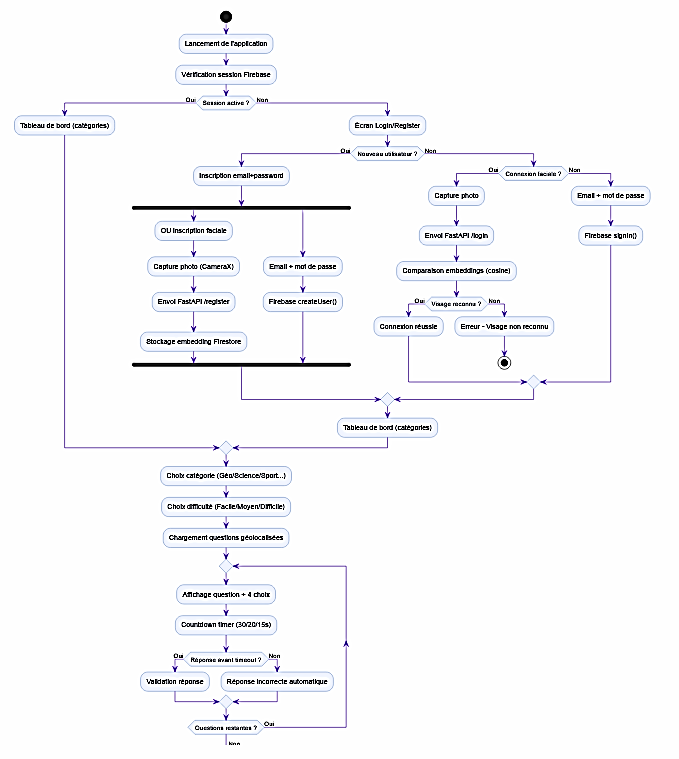 Lancement de l'application
Vérification session Firebase
Oui
Session active ?
Non
Tableau de bord (catégories)
Écran Login/Register
Oui
Nouveau utilisateur ?
Non
Inscription email+password
Oui
Connexion faciale ?
Non
Capture photo
Email + mot de passe
OU Inscription faciale
Envoi FastAPI /login
Firebase signIn()
Capture photo (CameraX)
Email + mot de passe
Comparaison embeddings (cosine)
Envoi FastAPI /register
Firebase createUser()
Oui
Visage reconnu ?
Non
Connexion réussie
Erreur - Visage non reconnu
Stockage embedding Firestore
Tableau de bord (catégories)
Choix catégorie (Géo/Science/Sport...)
Choix difficulté (Facile/Moyen/Difficile)
Chargement questions géolocalisées
Affichage question + 4 choix
Countdown timer (30/20/15s)
Oui
Réponse avant timeout ?
Non
Validation réponse
Réponse incorrecte automatique
Questions restantes ?
Oui
Non